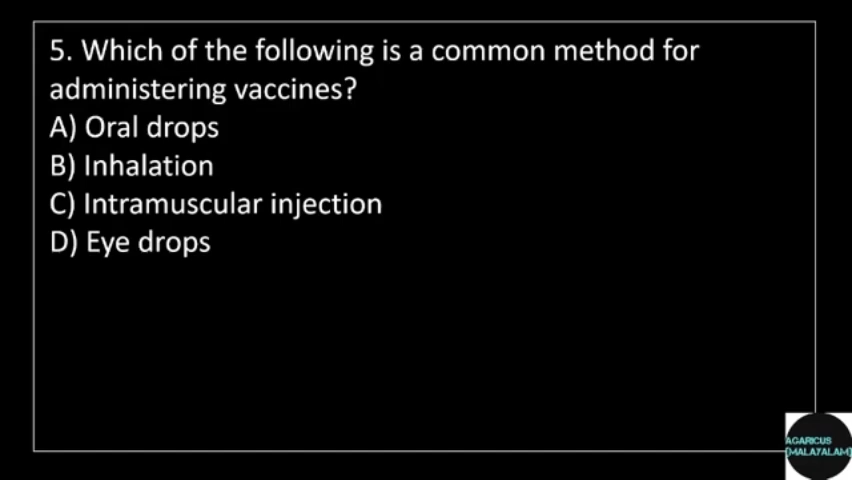 5. Which of the following is a common method for
administering vaccines?
A) Oral drops
B) Inhalation
C) Intramuscular injection
D) Eye drops
AGARICUS
[MALAYALAM]